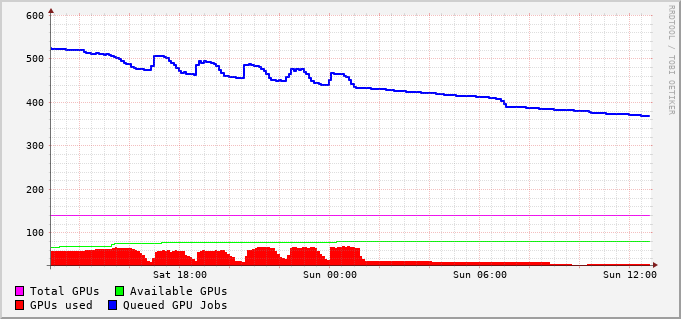 600
500
400
300
200
100
Sat 18:00 Sun 00:00 Sun 06:00 Sun 12:00
Total GPUs Available GPUs
GPUs used Queued GPU Jobs
RRDTOOL / TOBI OETIKER